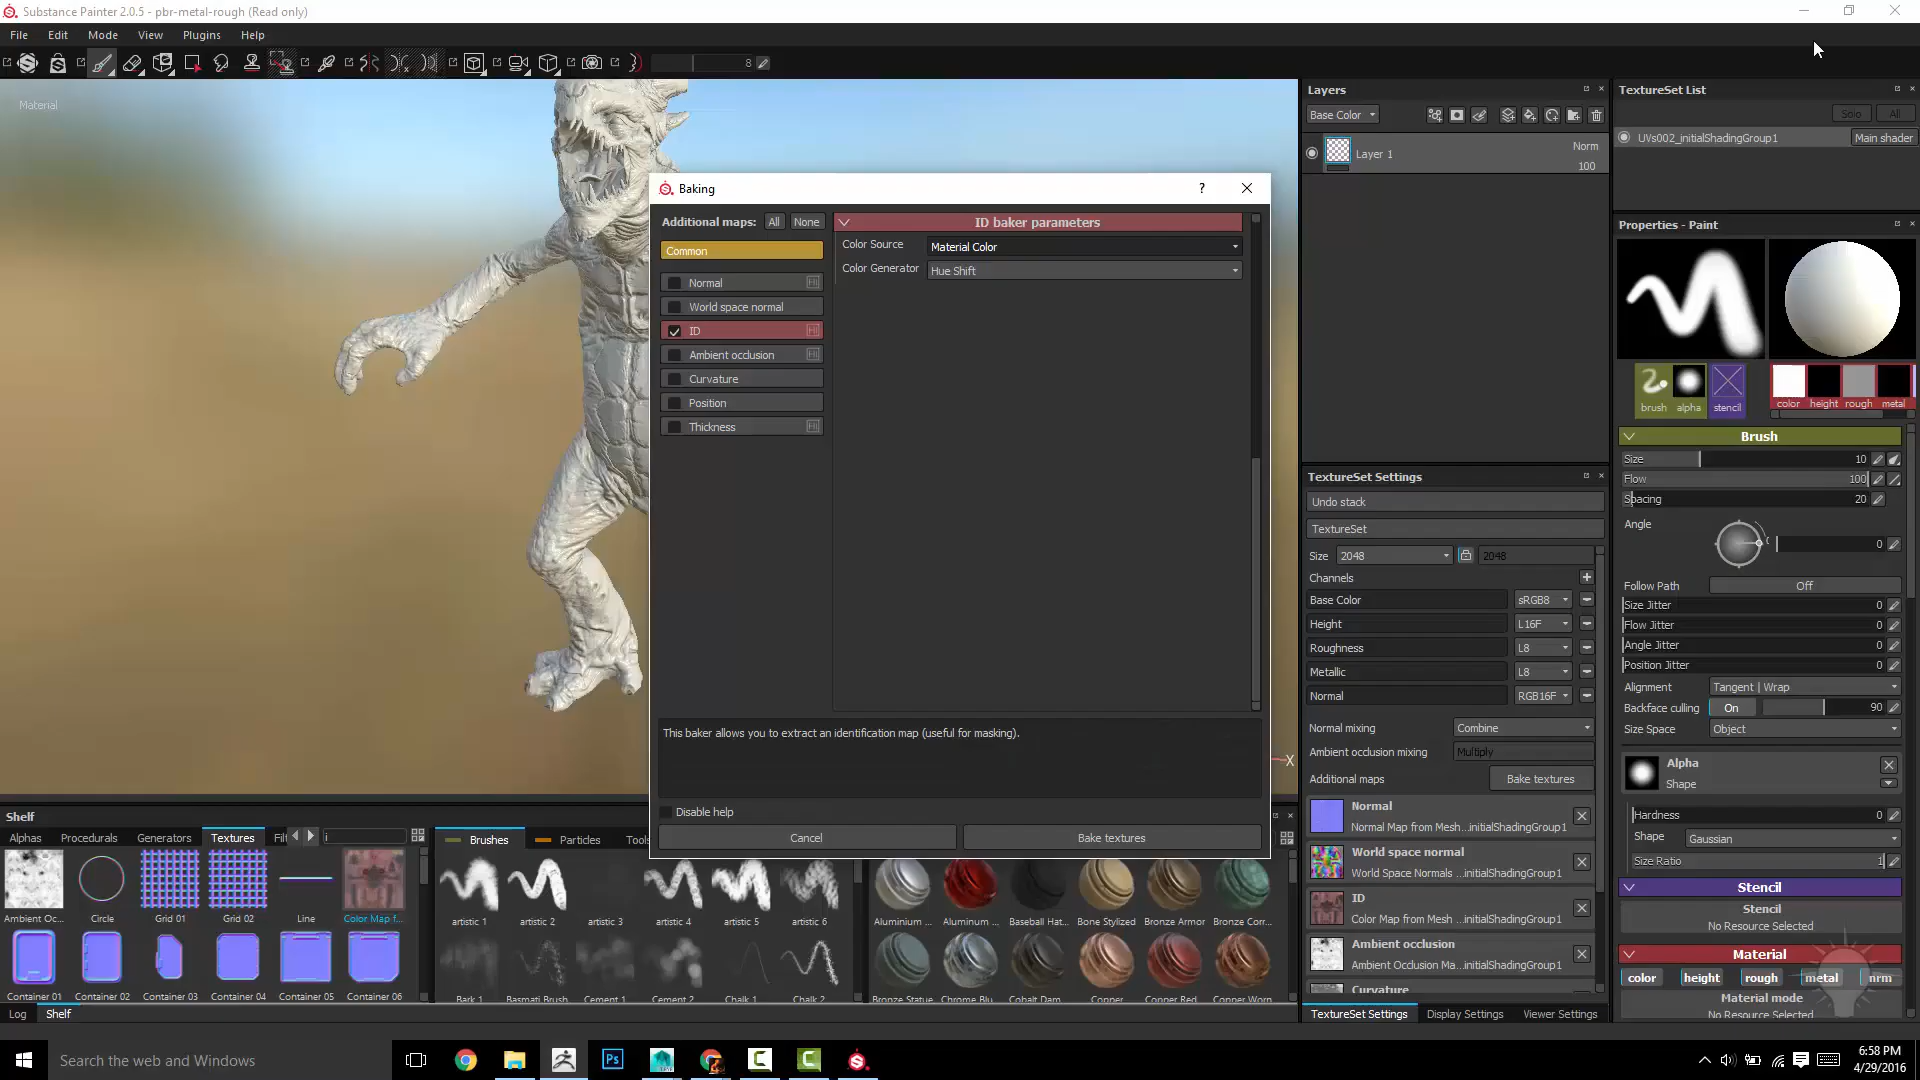 Substance Painter 2.0.5 - pbr-metal-rough (Read only)
File Edit Mode View Plugins Help
8
Material
Baking
?
Additional maps: All None
Common
Normal
World space normal
ID
Ambient occlusion
Curvature
Position
Thickness
ID baker parameters
Color Source Material Color
Color Generator Hue Shift
This baker allows you to extract an identification map (useful for masking).
Disable help
Cancel
Bake textures
X
Layers
Base Color
Layer 1
Norm
100
TextureSet List
Solo All
UVs002_initialShadingGroup1 Main shader
Properties - Paint
brush alpha stencil
color height rough metal
Brush
Size 10
Flow 100
Spacing 20
Angle 0
Follow Path Off
Size Jitter 0
Flow Jitter 0
Angle Jitter 0
Position Jitter 0
Alignment Tangent | Wrap
Backface culling On 90
Size Space Object
Alpha
Shape
Hardness 0
Shape Gaussian
Size Ratio 1
Stencil
Stencil
No Resource Selected
Material
color height rough metal nrm
Material mode
No Resource Selected
TextureSet Settings
Undo stack
TextureSet
Size 2048 2048
Channels
Base Color sRGB8
Height L16F
Roughness L8
Metallic L8
Normal RGB16F
Normal mixing Combine
Ambient occlusion mixing Multiply
Additional maps Bake textures
Normal
Normal Map from Mesh ...initialShadingGroup1
World space normal
World Space Normals ...initialShadingGroup1
ID
Color Map from Mesh ...initialShadingGroup1
Ambient occlusion
Ambient Occlusion Ma...initialShadingGroup1
Curvature
TextureSet Settings Display Settings Viewer Settings
Shelf
Alphas Procedurals Generators Textures Filt i
Ambient Oc... Circle Grid 01 Grid 02 Line Color Map f...
Container 01 Container 02 Container 03 Container 04 Container 05 Container 06
Brushes Particles Tools
artistic 1 artistic 2 artistic 3 artistic 4 artistic 5 artistic 6
Bark 1 Basmati Brush Cement 1 Cement 2 Chalk 1 Chalk 2
Aluminium ... Aluminum ... Baseball Hat... Bone Stylized Bronze Armor Bronze Corr...
Bronze Statue Chrome Blu... Cobalt Dam... Copper Copper Red... Copper Worn
Log Shelf
Search the web and Windows
Ps
6:58 PM
4/29/2016